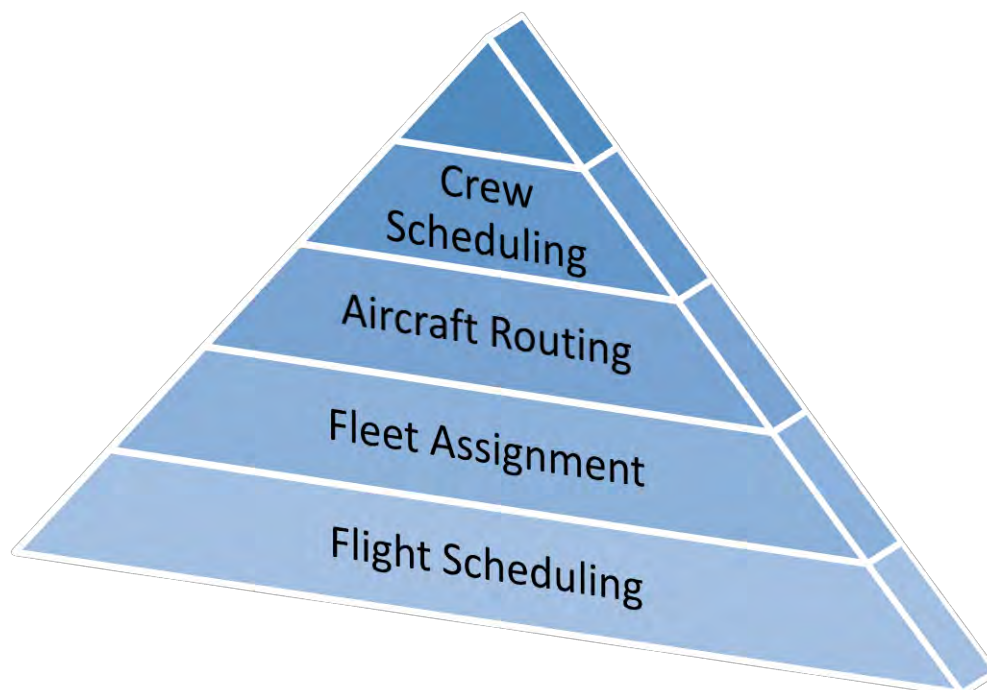 Crew
Scheduling
Aircraft Routing
Fleet Assignment
Flight Scheduling